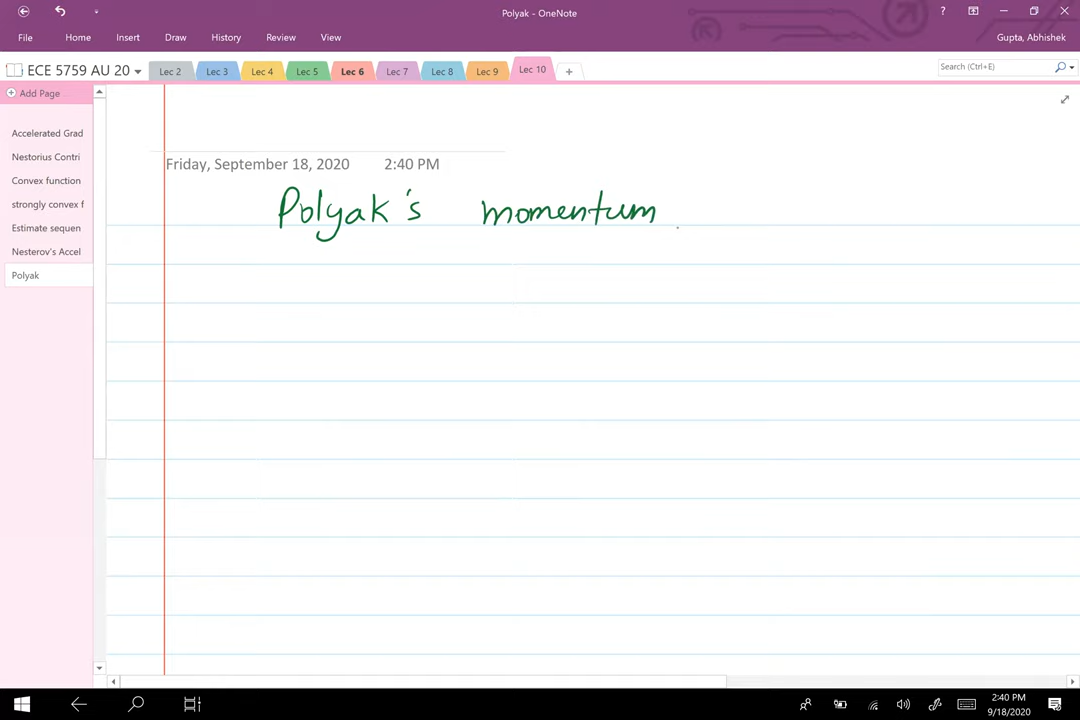 Polyak - OneNote
?
File Home Insert Draw History Review View Gupta, Abhishek
ECE 5759 AU 20 Lec 2 Lec 3 Lec 4 Lec 5 Lec 6 Lec 7 Lec 8 Lec 9 Lec 10 + Search (Ctrl+E)
Add Page
Accelerated Grad
Nestorius Contri
Convex function
strongly convex f
Estimate sequen
Nesterov's Accel
Polyak
Friday, September 18, 2020 2:40 PM
Polyak's momentum
2:40 PM
9/18/2020